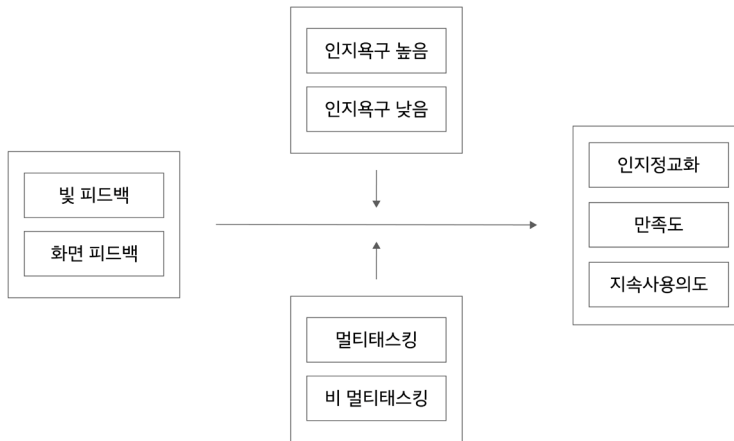 인지욕구 높음
인지욕구 낮음
빛 피드백
화면 피드백
인지정교화
만족도
지속사용의도
멀티태스킹
비 멀티태스킹